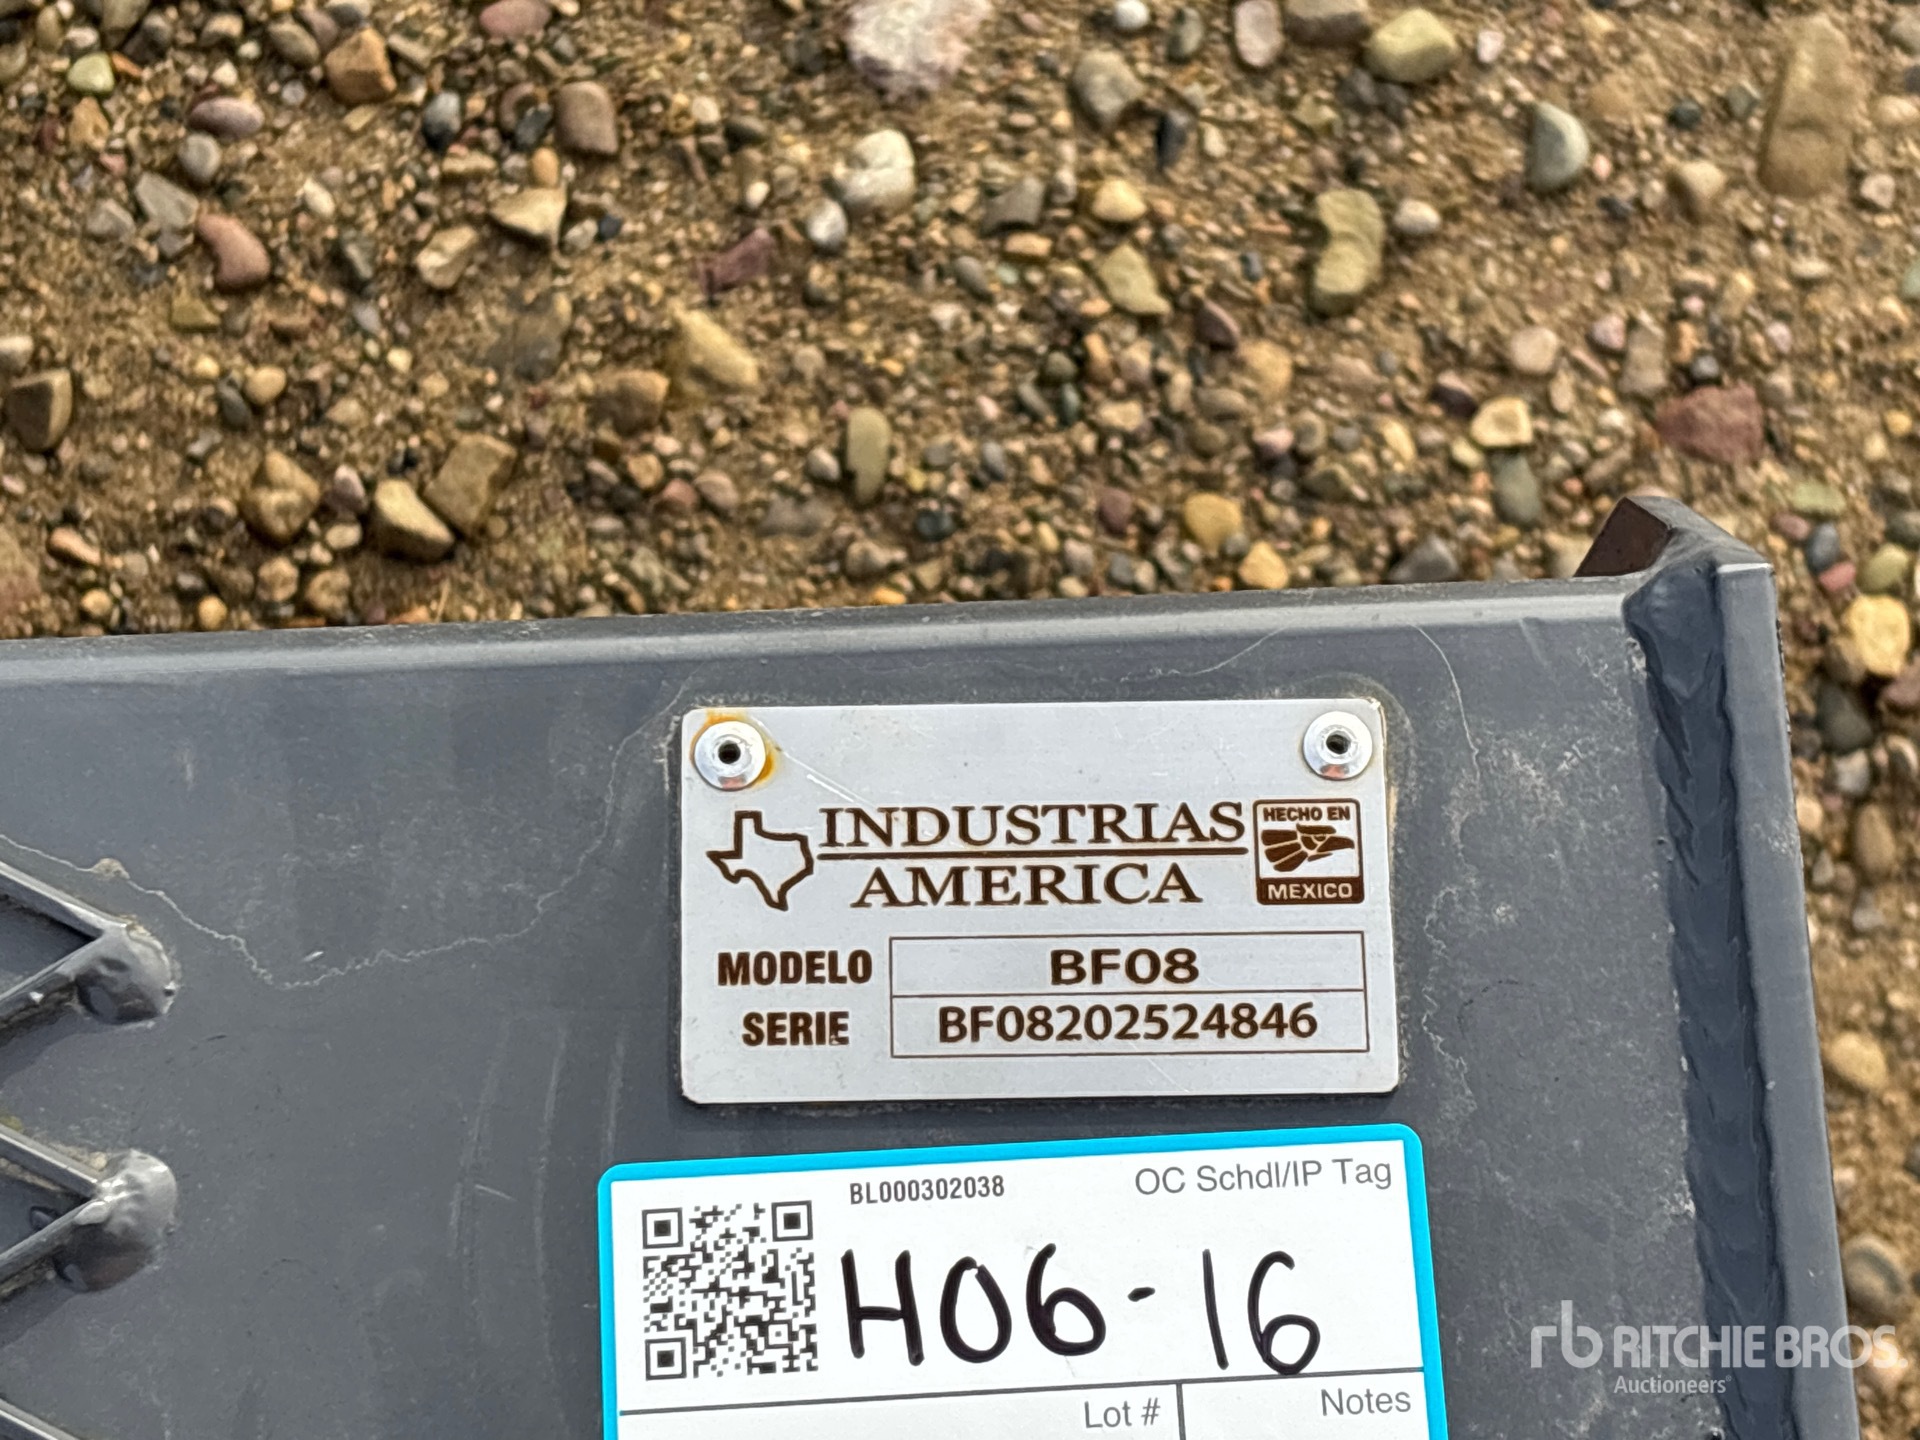 INDUSTRIAS
AMERICA
HECHO EN
MEXICO
MODELO BF08
SERIE BF08202524846
BL000302038
OC Schdl/IP Tag
H06-16
Lot #
Notes
rb RITCHIE BROS.
Auctioneers